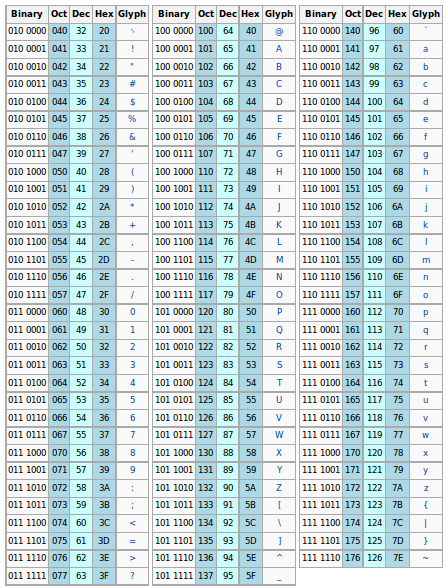 Binary Oct Dec Hex Glyph Binary Oct Dec Hex Glyph Binary Oct Dec Hex Glyph
010 0000 040 32 20 ␠ 100 0000 100 64 40 @ 110 0000 140 96 60 `
010 0001 041 33 21 ! 100 0001 101 65 41 A 110 0001 141 97 61 a
010 0010 042 34 22 " 100 0010 102 66 42 B 110 0010 142 98 62 b
010 0011 043 35 23 # 100 0011 103 67 43 C 110 0011 143 99 63 c
010 0100 044 36 24 $ 100 0100 104 68 44 D 110 0100 144 100 64 d
010 0101 045 37 25 % 100 0101 105 69 45 E 110 0101 145 101 65 e
010 0110 046 38 26 & 100 0110 106 70 46 F 110 0110 146 102 66 f
010 0111 047 39 27 ' 100 0111 107 71 47 G 110 0111 147 103 67 g
010 1000 050 40 28 ( 100 1000 110 72 48 H 110 1000 150 104 68 h
010 1001 051 41 29 ) 100 1001 111 73 49 I 110 1001 151 105 69 i
010 1010 052 42 2A * 100 1010 112 74 4A J 110 1010 152 106 6A j
010 1011 053 43 2B + 100 1011 113 75 4B K 110 1011 153 107 6B k
010 1100 054 44 2C , 100 1100 114 76 4C L 110 1100 154 108 6C l
010 1101 055 45 2D - 100 1101 115 77 4D M 110 1101 155 109 6D m
010 1110 056 46 2E . 100 1110 116 78 4E N 110 1110 156 110 6E n
010 1111 057 47 2F / 100 1111 117 79 4F O 110 1111 157 111 6F o
011 0000 060 48 30 0 101 0000 120 80 50 P 111 0000 160 112 70 p
011 0001 061 49 31 1 101 0001 121 81 51 Q 111 0001 161 113 71 q
011 0010 062 50 32 2 101 0010 122 82 52 R 111 0010 162 114 72 r
011 0011 063 51 33 3 101 0011 123 83 53 S 111 0011 163 115 73 s
011 0100 064 52 34 4 101 0100 124 84 54 T 111 0100 164 116 74 t
011 0101 065 53 35 5 101 0101 125 85 55 U 111 0101 165 117 75 u
011 0110 066 54 36 6 101 0110 126 86 56 V 111 0110 166 118 76 v
011 0111 067 55 37 7 101 0111 127 87 57 W 111 0111 167 119 77 w
011 1000 070 56 38 8 101 1000 130 88 58 X 111 1000 170 120 78 x
011 1001 071 57 39 9 101 1001 131 89 59 Y 111 1001 171 121 79 y
011 1010 072 58 3A : 101 1010 132 90 5A Z 111 1010 172 122 7A z
011 1011 073 59 3B ; 101 1011 133 91 5B [ 111 1011 173 123 7B {
011 1100 074 60 3C < 101 1100 134 92 5C \ 111 1100 174 124 7C |
011 1101 075 61 3D = 101 1101 135 93 5D ] 111 1101 175 125 7D }
011 1110 076 62 3E > 101 1110 136 94 5E ^ 111 1110 176 126 7E ~
011 1111 077 63 3F ? 101 1111 137 95 5F _